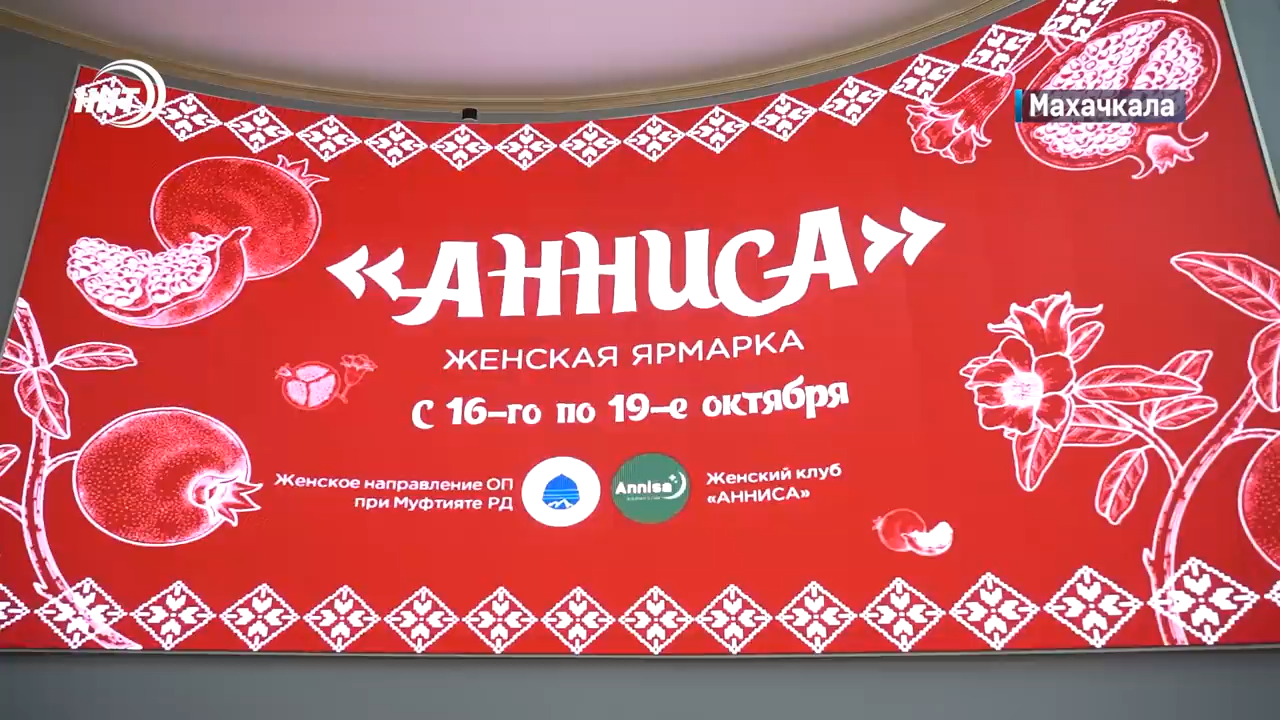 ННТ
Махачкала
«АННИСА»
ЖЕНСКАЯ ЯРМАРКА
С 16-го по 19-е октября
Женское направление ОП
при Муфтияте РД
Annisa
Женский клуб
«АННИСА»